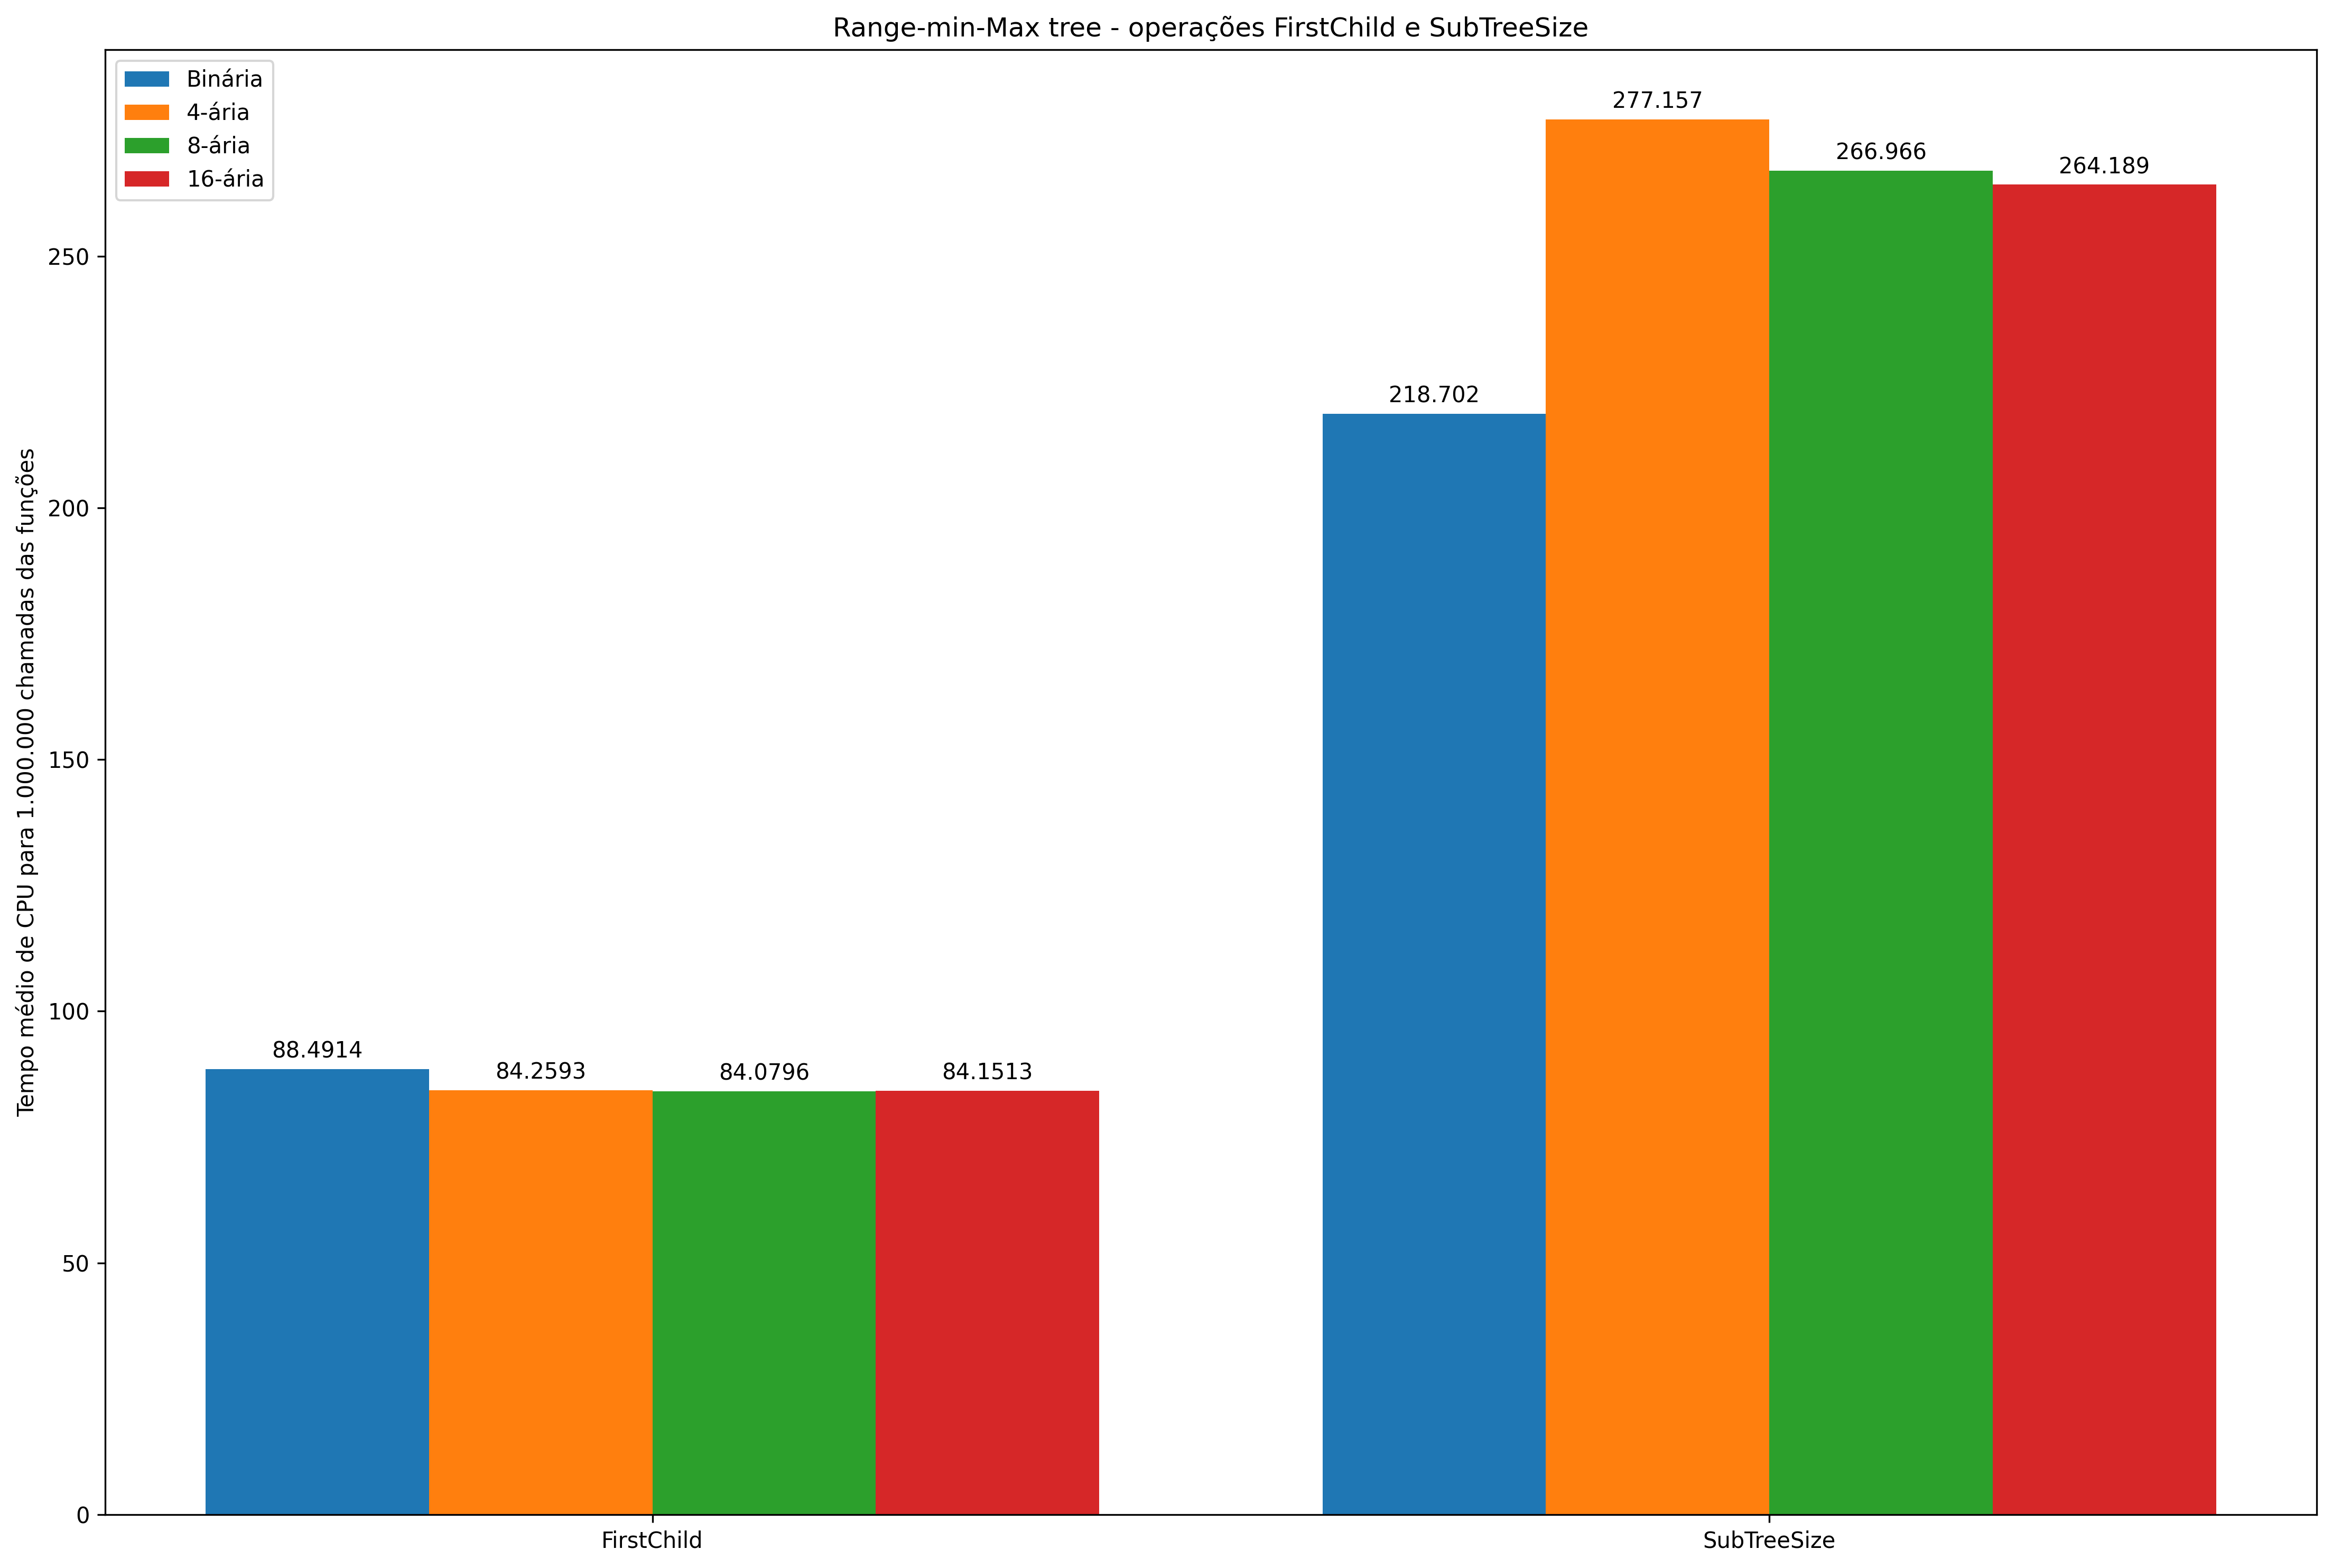 Range-min-Max tree - operações FirstChild e SubTreeSize
Binária
4-ária
8-ária
16-ária
Tempo médio de CPU para 1.000.000 chamadas das funções
250
200
150
100
50
0
88.4914
84.2593
84.0796
84.1513
218.702
277.157
266.966
264.189
FirstChild
SubTreeSize